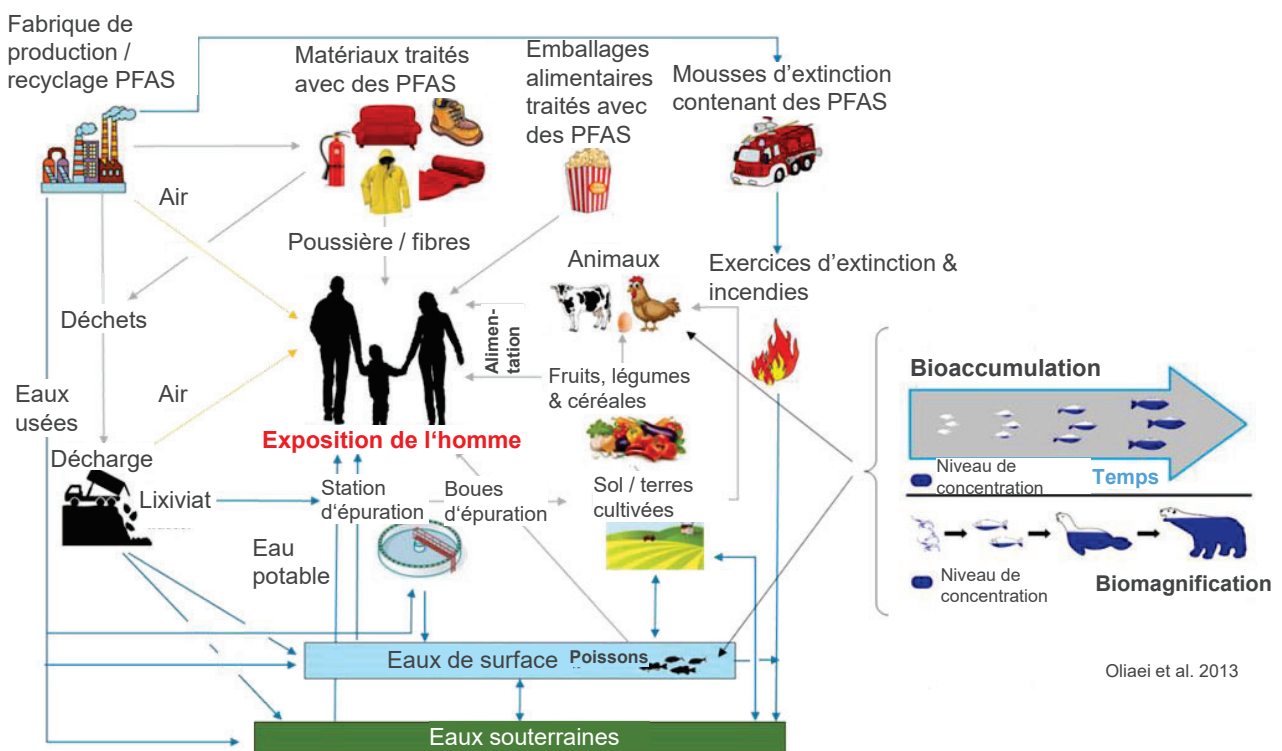 Fabrique de
production /
recyclage PFAS
Matériaux traités
avec des PFAS
Emballages
alimentaires
traités avec
des PFAS
Mousses d'extinction
contenant des PFAS
Air
Poussière / fibres
Animaux
Exercices d'extinction &
incendies
Déchets
Alimen-
tation
Fruits, légumes
& céréales
Eaux
usées
Air
Exposition de l'homme
Décharge
Lixiviat
Station
d'épuration
Boues
d'épuration
Sol / terres
cultivées
Eau
potable
Eaux de surface
Poissons
Eaux souterraines
Bioaccumulation
Niveau de
concentration
Temps
Niveau de
concentration
Biomagnification
Oliaei et al. 2013